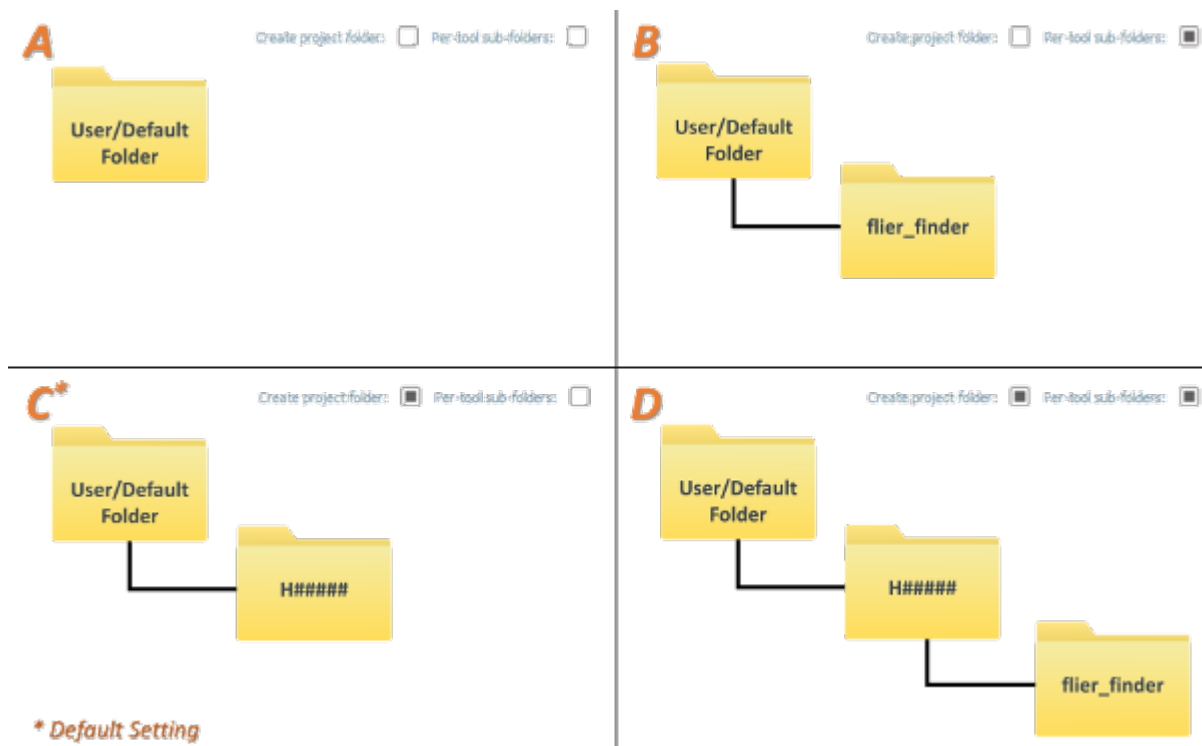 A
Create project folder:
Per-tool sub-folders:
User/Default
Folder
B
Create project folder:
Per-tool sub-folders:
User/Default
Folder
flier_finder
C*
Create project folder:
Per-tool sub-folders:
User/Default
Folder
H#####
* Default Setting
D
Create project folder:
Per-tool sub-folders:
User/Default
Folder
H#####
flier_finder